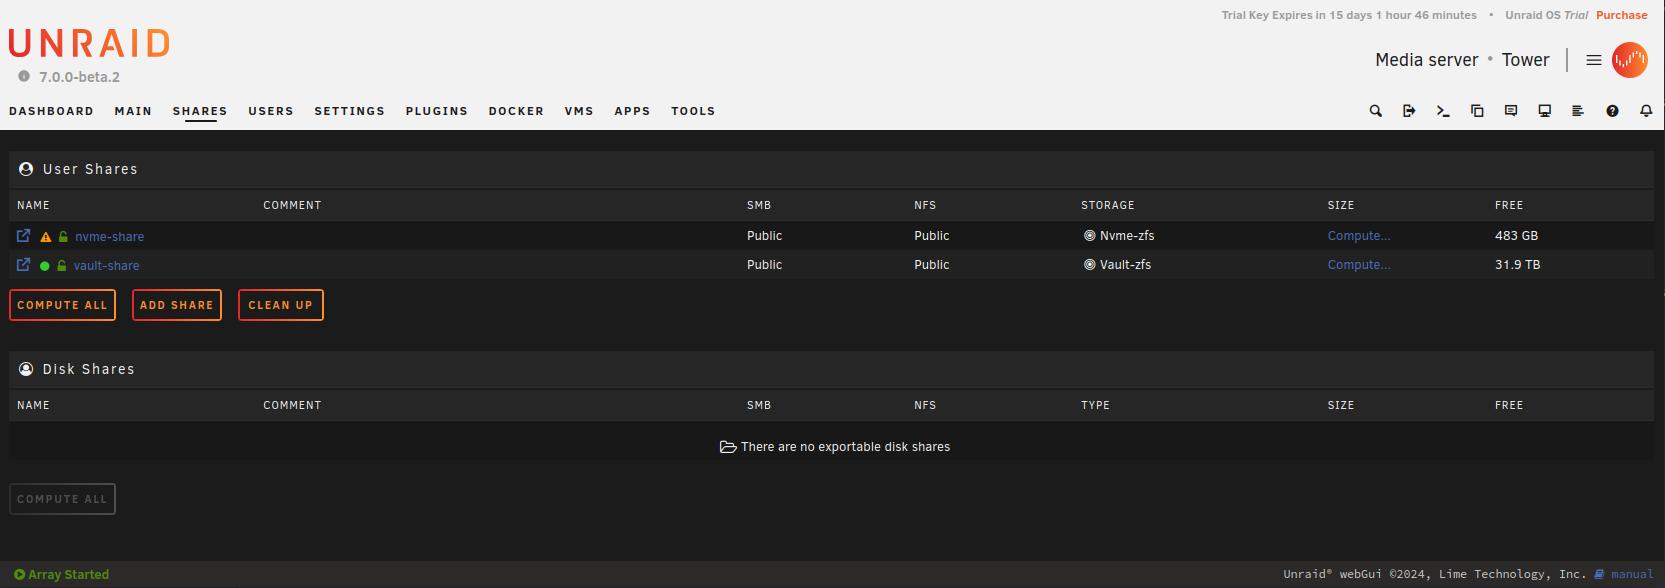 Trial Key Expires in 15 days 1 hour 46 minutes • Unraid OS Trial Purchase
UNRAID
7.0.0-beta.2
Media server • Tower
DASHBOARD MAIN SHARES USERS SETTINGS PLUGINS DOCKER VMS APPS TOOLS
User Shares
NAME COMMENT SMB NFS STORAGE SIZE FREE
nvme-share Public Public Nvme-zfs Compute... 483 GB
vault-share Public Public Vault-zfs Compute... 31.9 TB
COMPUTE ALL ADD SHARE CLEAN UP
Disk Shares
NAME COMMENT SMB NFS TYPE SIZE FREE
There are no exportable disk shares
COMPUTE ALL
Array Started Unraid® webGui ©2024, Lime Technology, Inc. manual